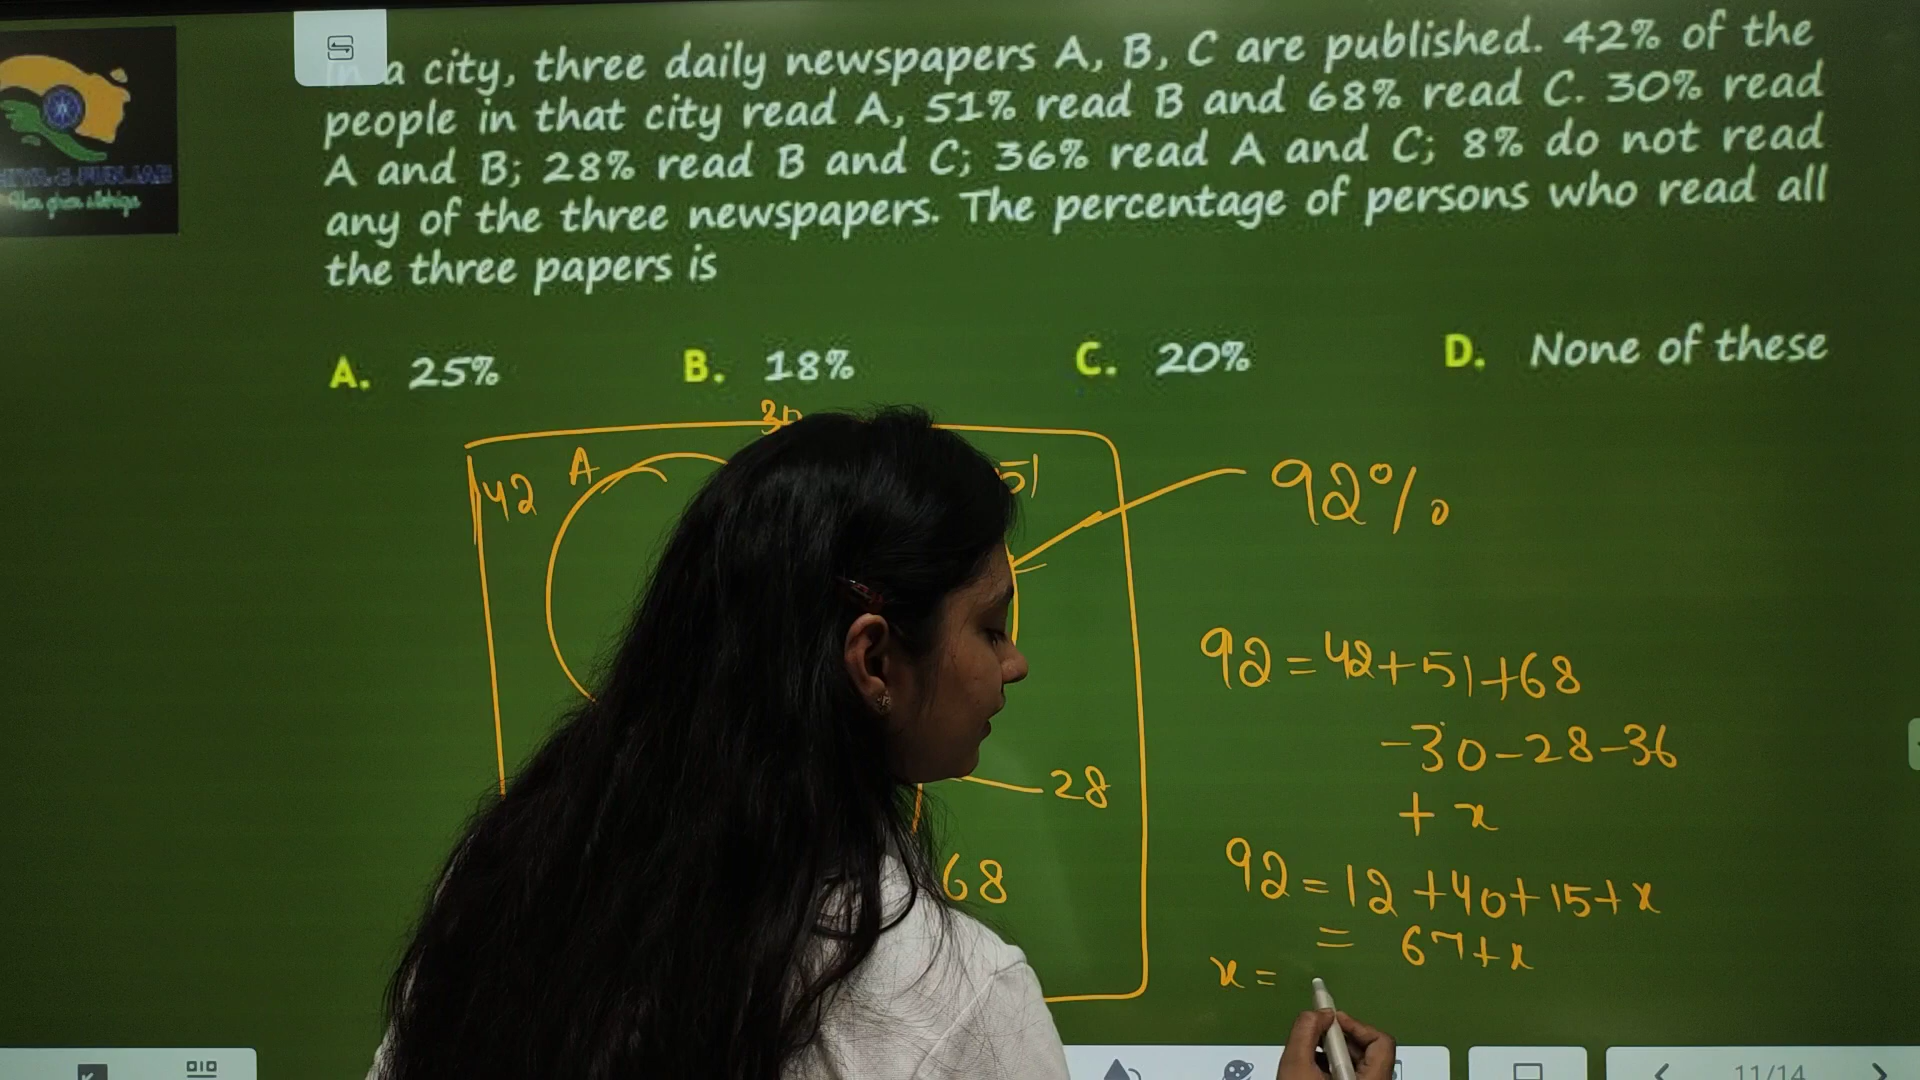 a city, three daily newspapers A, B, C are published. 42% of the
people in that city read A, 51% read B and 68% read C. 30% read
A and B; 28% read B and C; 36% read A and C; 8% do not read
any of the three newspapers. The percentage of persons who read all
the three papers is
A. 25% B. 18% C. 20% D. None of these
30
42 A 51 92%
92=42+51+68
-30-28-36
+ x
28
68
92=12+40+15+x
= 67+x
x =
11/14